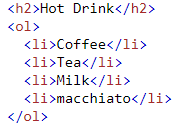 <h2>Hot Drink</h2>
<ol>
  <li>Coffee</li>
  <li>Tea</li>
  <li>Milk</li>
  <li>macchiato</li>
</ol>